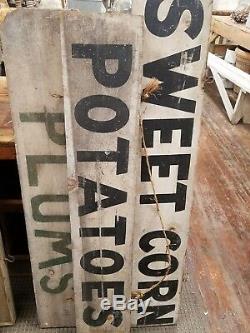 SWEET CORN
POTATOES
PLUMS
ebay